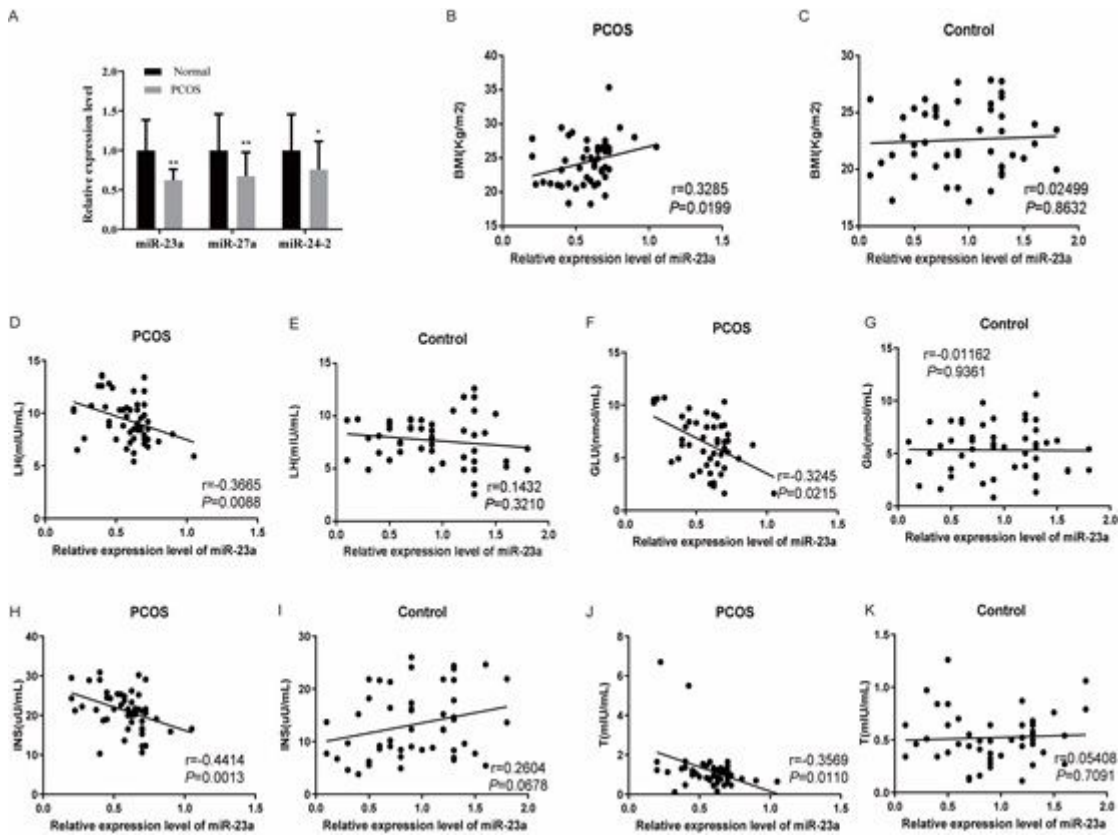 A
Normal
PCOS
Relative expression level
2.0
1.5
1.0
0.5
0.0
**
**
*
miR-23a
miR-27a
miR-24-2
B
PCOS
BMI(Kg/m2)
40
35
30
25
20
15
r=0.3285
P=0.0199
0.0
0.5
1.0
1.5
Relative expression level of miR-23a
C
Control
BMI(Kg/m2)
30
25
20
15
r=0.02499
P=0.8632
0.0
0.5
1.0
1.5
2.0
Relative expression level of miR-23a
D
PCOS
LH(mIU/mL)
15
10
5
0
r=-0.3665
P=0.0088
0.0
0.5
1.0
1.5
Relative expression level of miR-23a
E
Control
LH(mIU/mL)
15
10
5
0
r=0.1432
P=0.3210
0.0
0.5
1.0
1.5
2.0
Relative expression level of miR-23a
F
PCOS
GLU(nmol/mL)
15
10
5
0
r=-0.3245
P=0.0215
0.0
0.5
1.0
1.5
Relative expression level of miR-23a
G
Control
Glu(nmol/mL)
15
10
5
0
r=-0.01162
P=0.9361
0.0
0.5
1.0
1.5
2.0
Relative expression level of miR-23a
H
PCOS
INS(uU/mL)
40
30
20
10
0
r=-0.4414
P=0.0013
0.0
0.5
1.0
1.5
Relative expression level of miR-23a
I
Control
INS(uU/mL)
30
20
10
0
r=0.2604
P=0.0678
0.0
0.5
1.0
1.5
2.0
Relative expression level of miR-23a
J
PCOS
T(mIU/mL)
8
6
4
2
0
r=-0.3569
P=0.0110
0.0
0.5
1.0
1.5
Relative expression level of miR-23a
K
Control
T(mIU/mL)
1.5
1.0
0.5
0.0
r=0.05408
P=0.7091
0.0
0.5
1.0
1.5
2.0
Relative expression level of miR-23a